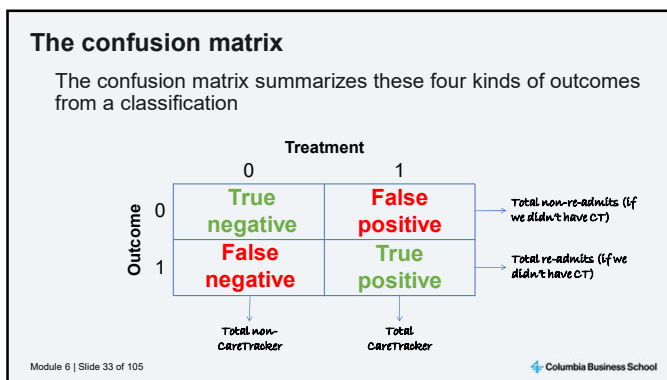 The confusion matrix
The confusion matrix summarizes these four kinds of outcomes
from a classification
Treatment
0 1
Outcome
0
True
negative
False
positive
Total non-re-admits (if
we didn't have CT)
1
False
negative
True
positive
Total re-admits (if we
didn't have CT)
Total non-
CareTracker
Total
CareTracker
Module 6 | Slide 33 of 105
Columbia Business School